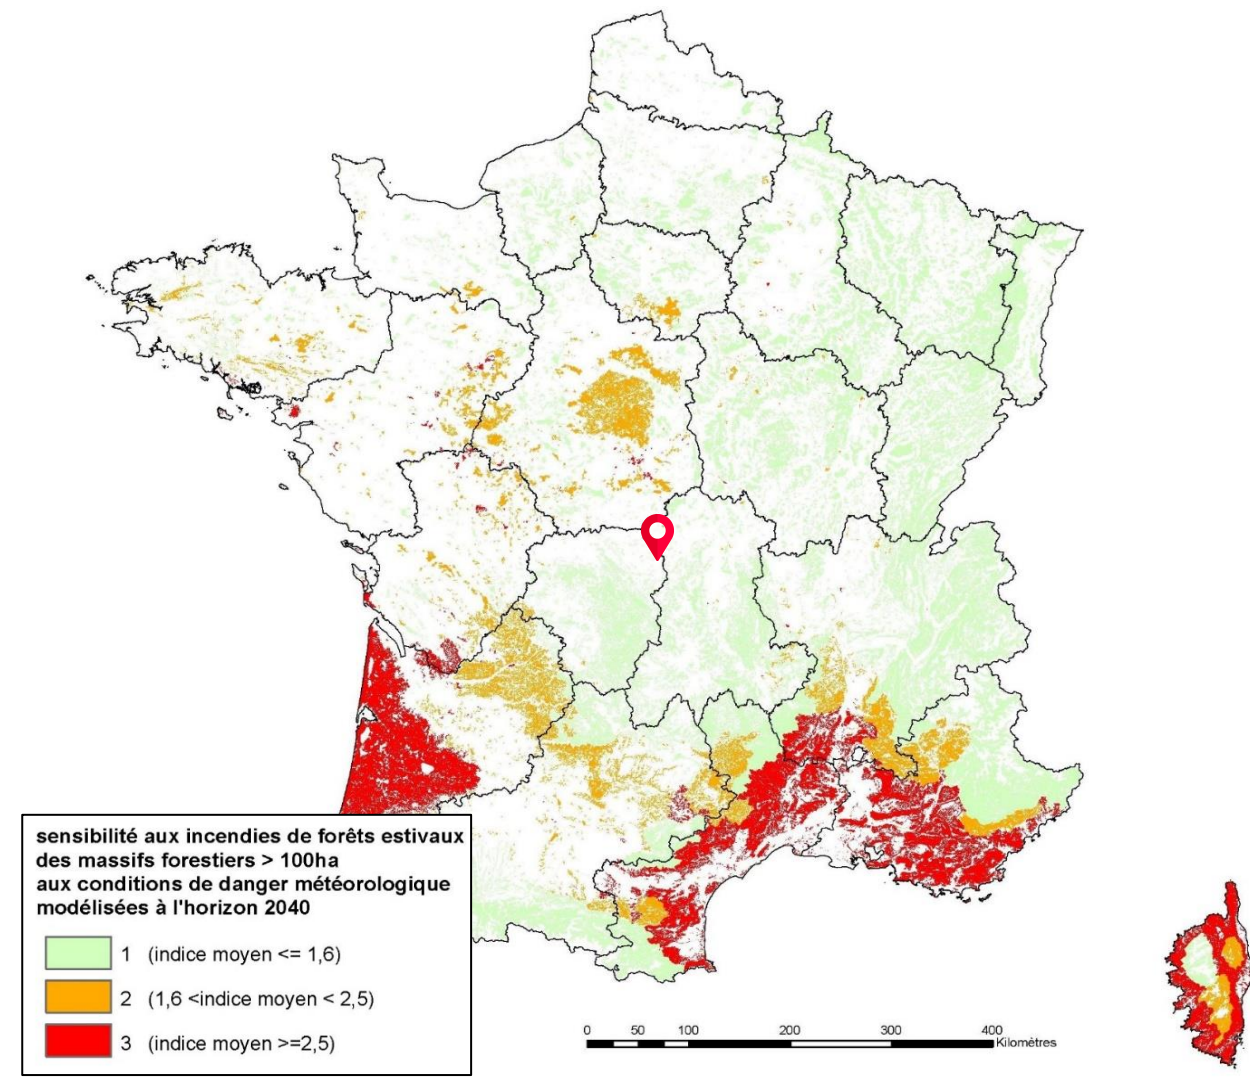 sensibilité aux incendies de forêts estivaux
des massifs forestiers > 100ha
aux conditions de danger météorologique
modélisées à l'horizon 2040
1 (indice moyen <= 1,6)
2 (1,6 <indice moyen < 2,5)
3 (indice moyen >=2,5)
0 50 100 200 300 400
Kilomètres